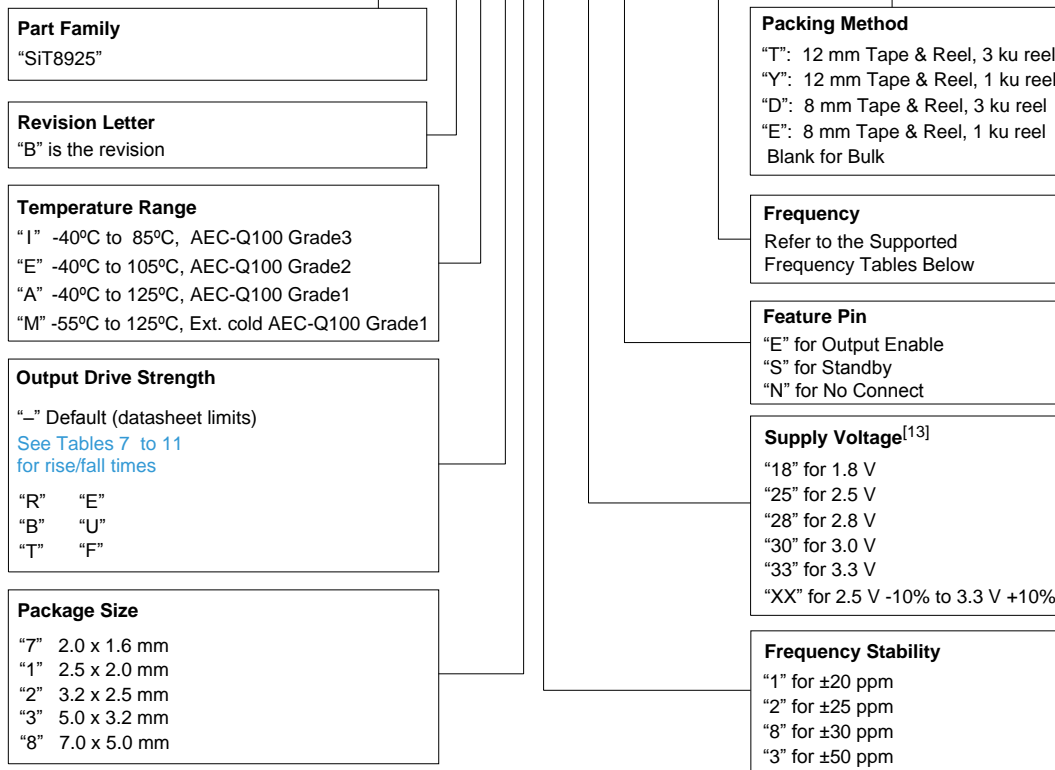 Part Family
“SiT8925”
Revision Letter
“B” is the revision
Temperature Range
“I” -40ºC to 85ºC, AEC-Q100 Grade3
“E” -40ºC to 105ºC, AEC-Q100 Grade2
“A” -40ºC to 125ºC, AEC-Q100 Grade1
“M” -55ºC to 125ºC, Ext. cold AEC-Q100 Grade1
Output Drive Strength
“–” Default (datasheet limits)
See Tables 7 to 11
for rise/fall times
“R” “E”
“B” “U”
“T” “F”
Package Size
“7” 2.0 x 1.6 mm
“1” 2.5 x 2.0 mm
“2” 3.2 x 2.5 mm
“3” 5.0 x 3.2 mm
“8” 7.0 x 5.0 mm
Packing Method
“T”: 12 mm Tape & Reel, 3 ku reel
“Y”: 12 mm Tape & Reel, 1 ku reel
“D”: 8 mm Tape & Reel, 3 ku reel
“E”: 8 mm Tape & Reel, 1 ku reel
Blank for Bulk
Frequency
Refer to the Supported
Frequency Tables Below
Feature Pin
“E” for Output Enable
“S” for Standby
“N” for No Connect
Supply Voltage[13]
“18” for 1.8 V
“25” for 2.5 V
“28” for 2.8 V
“30” for 3.0 V
“33” for 3.3 V
“XX” for 2.5 V -10% to 3.3 V +10%
Frequency Stability
“1” for ±20 ppm
“2” for ±25 ppm
“8” for ±30 ppm
“3” for ±50 ppm